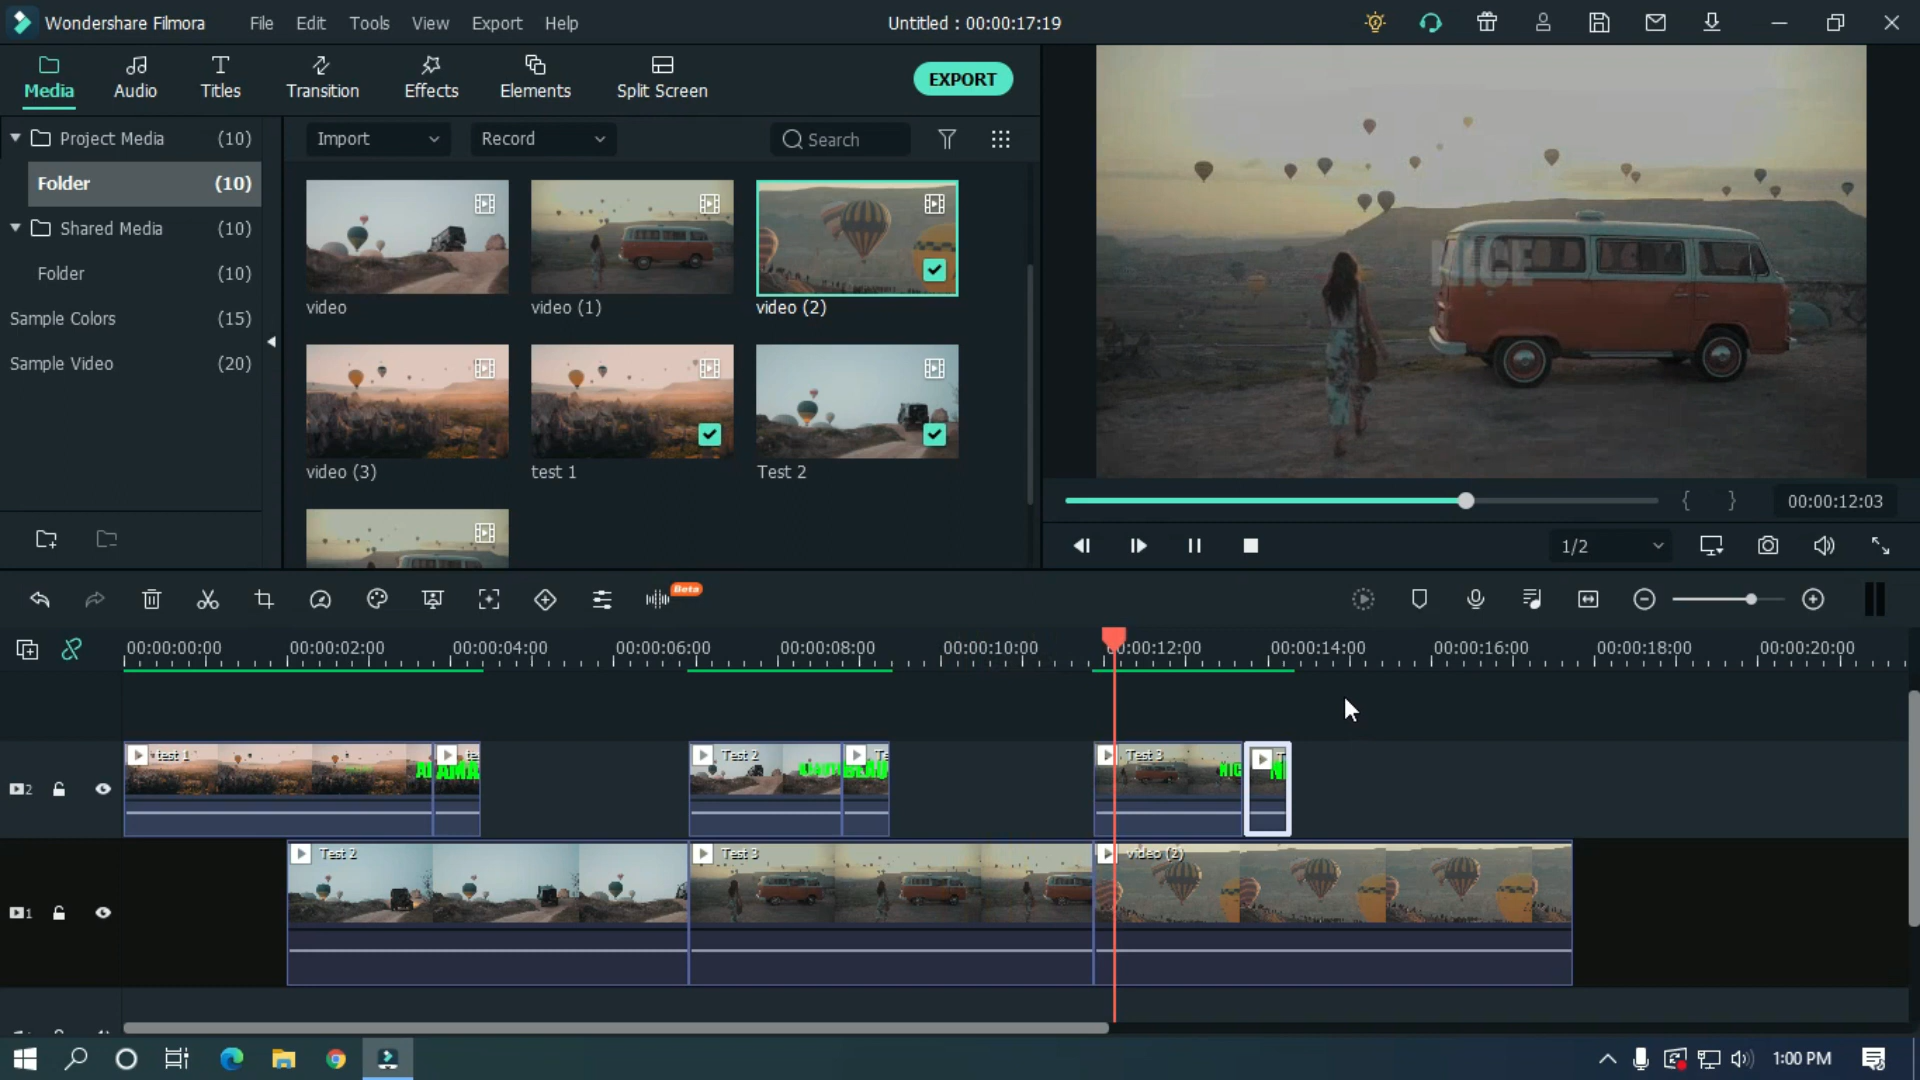 Wondershare Filmora File Edit Tools View Export Help Untitled : 00:00:17:19
Media Audio Titles Transition Effects Elements Split Screen EXPORT
Project Media (10)
Folder (10)
Shared Media (10)
Folder (10)
Sample Colors (15)
Sample Video (20)
Import Record Search
video video (1) video (2)
video (3) test 1 Test 2
NICE
{ } 00:00:12:03
1/2
Beta
00:00:00:00 00:00:02:00 00:00:04:00 00:00:06:00 00:00:08:00 00:00:10:00 00:00:12:00 00:00:14:00 00:00:16:00 00:00:18:00 00:00:20:00
2 test 1 te Test 2 Te Test 3 NIC T
1 Test 2 Test 3 video (2)
1:00 PM